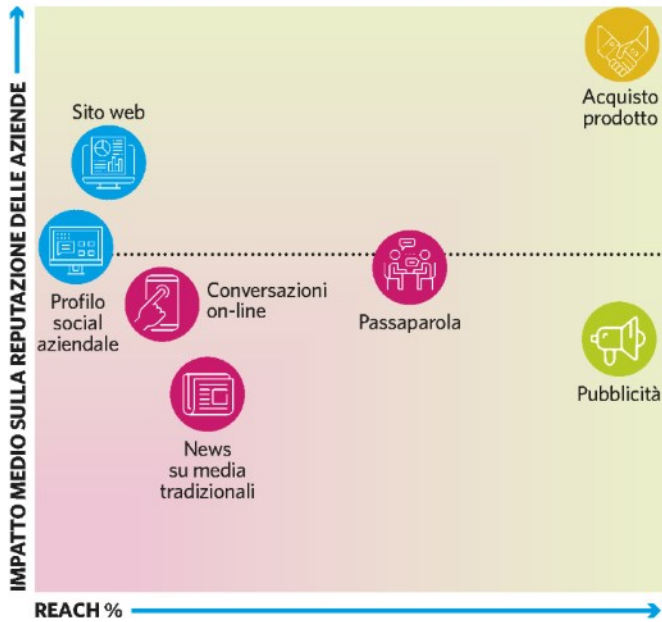 IMPATTO MEDIO SULLA REPUTAZIONE DELLE AZIENDE
Acquisto
prodotto
Sito web
Profilo
social
aziendale
Conversazioni
on-line
Passaparola
Pubblicità
News
su media
tradizionali
REACH %